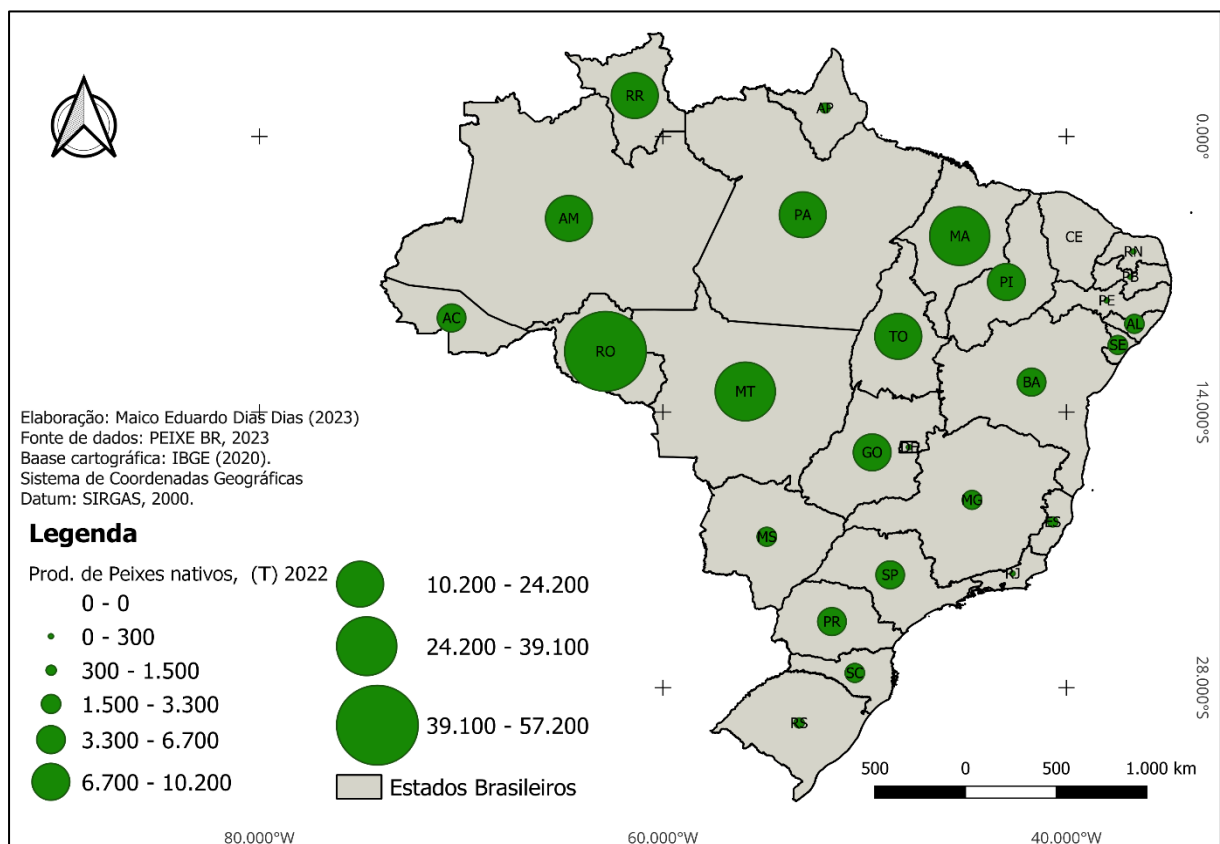 RR
AP
0.000°
AM
PA
MA
CE
RN
PB
PI
PE
AC
AL
TO
SE
RO
BA
MT
14.000°S
GO
DF
MG
ES
MS
SP
RJ
PR
SC
28.000°S
RS
Elaboração: Maico Eduardo Dias Dias (2023)
Fonte de dados: PEIXE BR, 2023
Baase cartográfica: IBGE (2020).
Sistema de Coordenadas Geográficas
Datum: SIRGAS, 2000.
Legenda
Prod. de Peixes nativos, (T) 2022
0 - 0
0 - 300
300 - 1.500
1.500 - 3.300
3.300 - 6.700
6.700 - 10.200
10.200 - 24.200
24.200 - 39.100
39.100 - 57.200
Estados Brasileiros
500 0 500 1.000 km
80.000°W 60.000°W 40.000°W